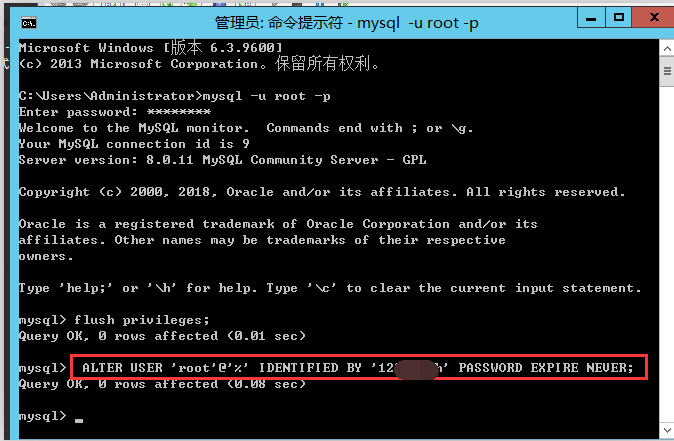 管理员: 命令提示符 - mysql  -u root -p
Microsoft Windows [版本 6.3.9600]
(c) 2013 Microsoft Corporation。保留所有权利。
C:\Users\Administrator>mysql -u root -p
Enter password: ********
Welcome to the MySQL monitor.  Commands end with ; or \g.
Your MySQL connection id is 9
Server version: 8.0.11 MySQL Community Server - GPL
Copyright (c) 2000, 2018, Oracle and/or its affiliates. All rights reserved.
Oracle is a registered trademark of Oracle Corporation and/or its
affiliates. Other names may be trademarks of their respective
owners.
Type 'help;' or '\h' for help. Type '\c' to clear the current input statement.
mysql> flush privileges;
Query OK, 0 rows affected (0.01 sec)
mysql> ALTER USER 'root'@'%' IDENTIFIED BY '12 h' PASSWORD EXPIRE NEVER;
Query OK, 0 rows affected (0.08 sec)
mysql> _